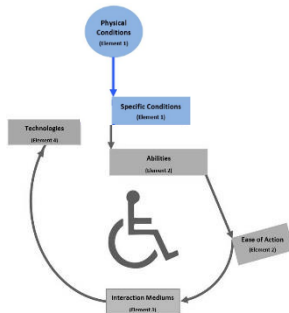 Physical
Conditions
(Element 1)
Specific Conditions
(Element 1)
Technologies
(Element 4)
Abilities
(Element 2)
Ease of Action
(Element 2)
Interaction Mediums
(Element 3)